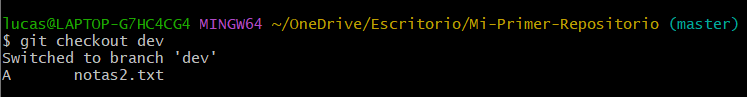 lucas@LAPTOP-G7HC4CG4 MINGW64 ~/OneDrive/Escritorio/Mi-Primer-Repositorio (master)
$ git checkout dev
Switched to branch 'dev'
A       notas2.txt